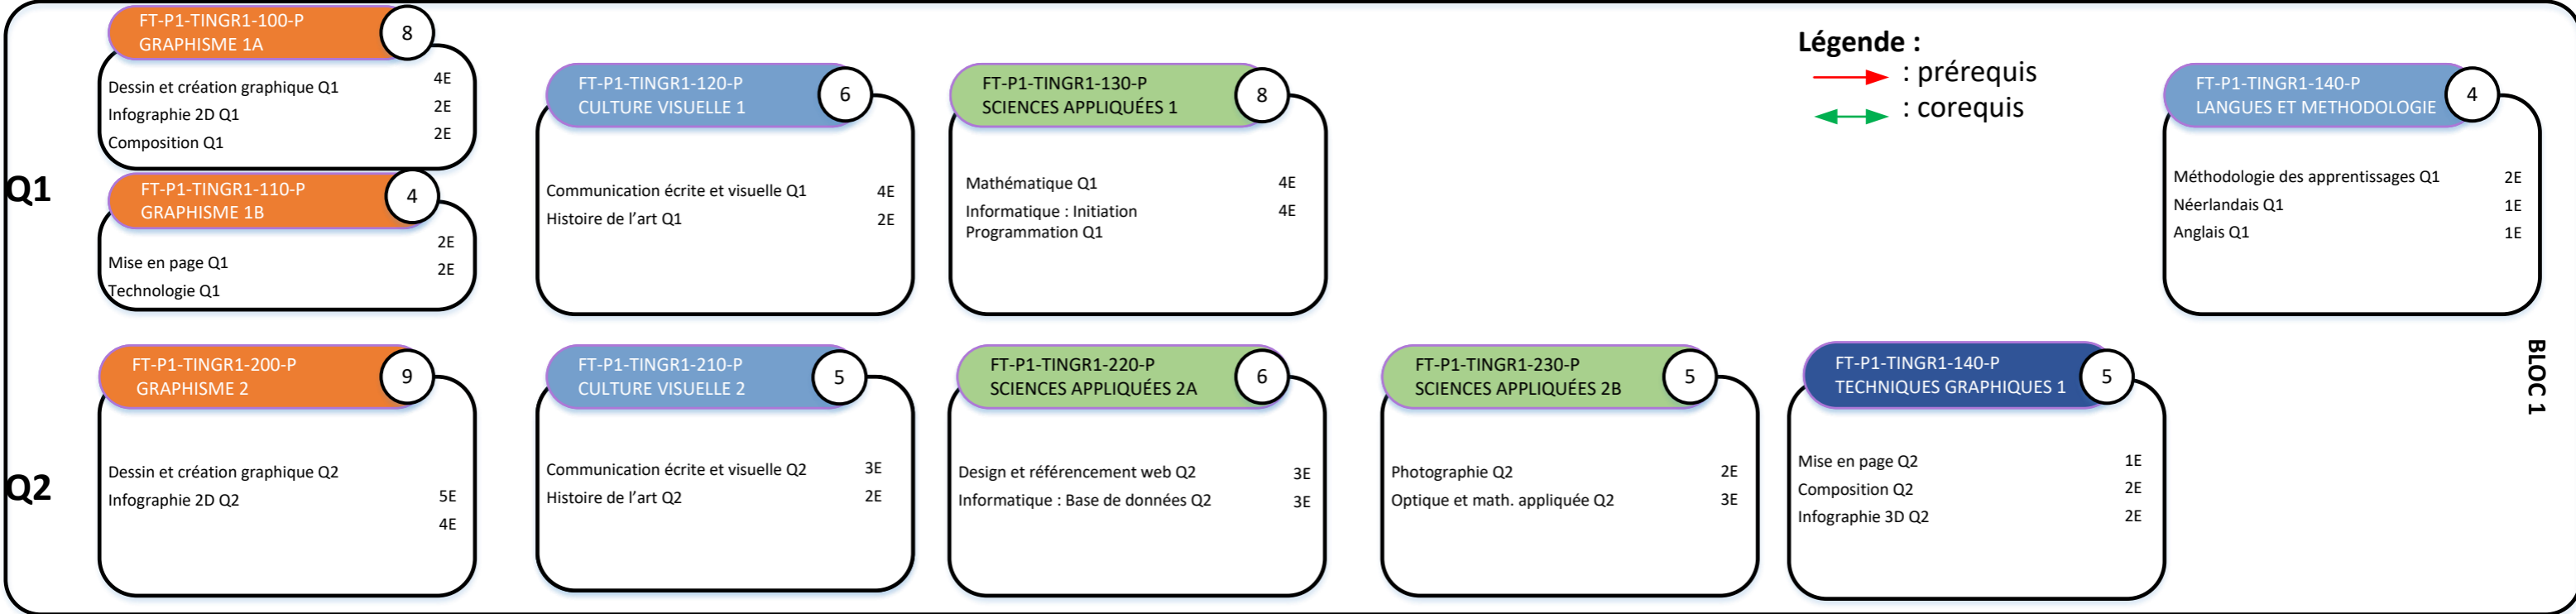 FT-P1-TINGR1-100-P
GRAPHISME 1A
8
Dessin et création graphique Q1 4E
Infographie 2D Q1 2E
Composition Q1 2E
FT-P1-TINGR1-110-P
GRAPHISME 1B
4
2E
Mise en page Q1 2E
Technologie Q1
Q1
FT-P1-TINGR1-120-P
CULTURE VISUELLE 1
6
Communication écrite et visuelle Q1 4E
Histoire de l’art Q1 2E
FT-P1-TINGR1-130-P
SCIENCES APPLIQUÉES 1
8
Mathématique Q1 4E
Informatique : Initiation 4E
Programmation Q1
Légende :
: prérequis
: corequis
FT-P1-TINGR1-140-P
LANGUES ET METHODOLOGIE
4
Méthodologie des apprentissages Q1 2E
Néerlandais Q1 1E
Anglais Q1 1E
Q2
FT-P1-TINGR1-200-P
GRAPHISME 2
9
Dessin et création graphique Q2
Infographie 2D Q2 5E
4E
FT-P1-TINGR1-210-P
CULTURE VISUELLE 2
5
Communication écrite et visuelle Q2 3E
Histoire de l’art Q2 2E
FT-P1-TINGR1-220-P
SCIENCES APPLIQUÉES 2A
6
Design et référencement web Q2 3E
Informatique : Base de données Q2 3E
FT-P1-TINGR1-230-P
SCIENCES APPLIQUÉES 2B
5
Photographie Q2 2E
Optique et math. appliquée Q2 3E
FT-P1-TINGR1-140-P
TECHNIQUES GRAPHIQUES 1
5
Mise en page Q2 1E
Composition Q2 2E
Infographie 3D Q2 2E
BLOC 1